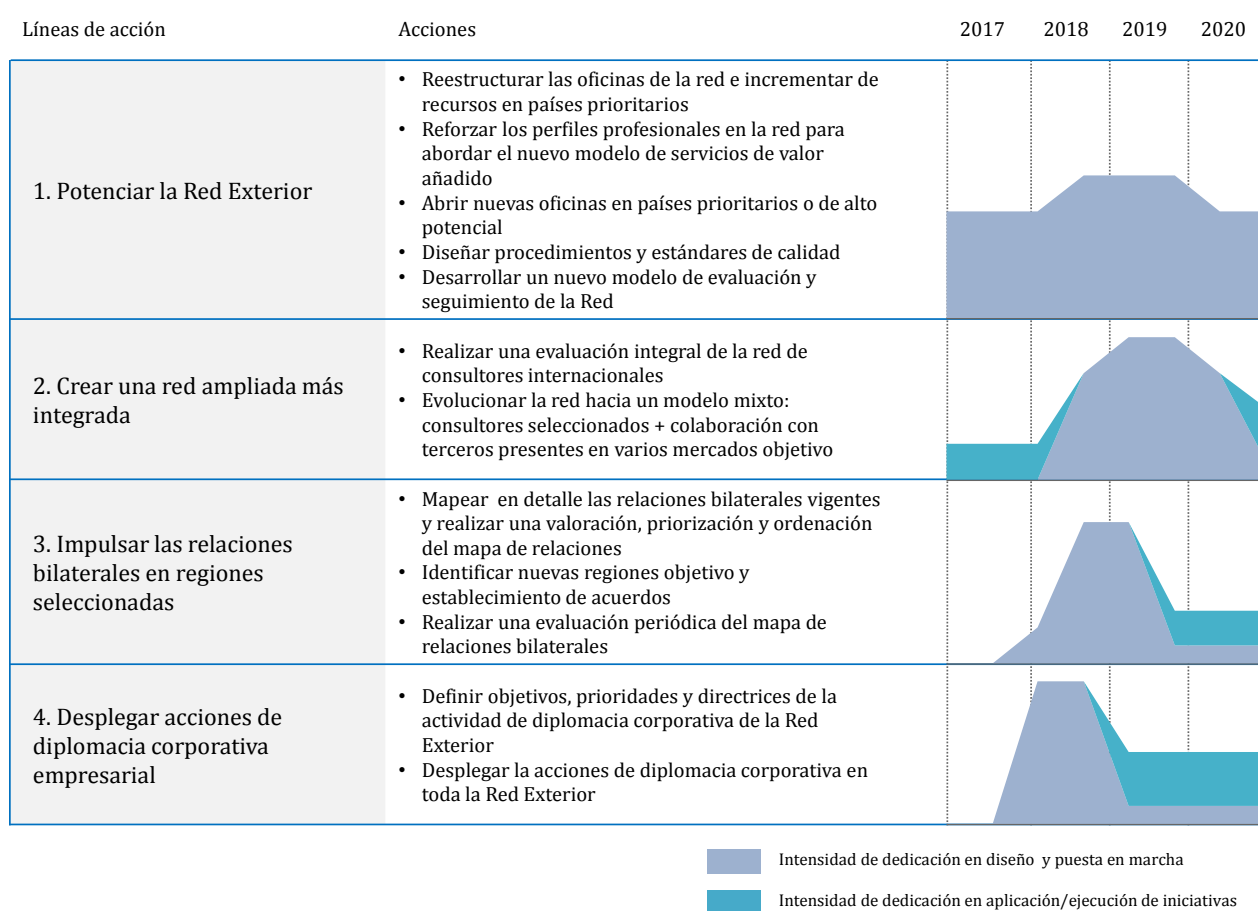 Líneas de acción
Acciones
2017
2018
2019
2020
1. Potenciar la Red Exterior
• Reestructurar las oficinas de la red e incrementar de
recursos en países prioritarios
• Reforzar los perfiles profesionales en la red para
abordar el nuevo modelo de servicios de valor
añadido
• Abrir nuevas oficinas en países prioritarios o de alto
potencial
• Diseñar procedimientos y estándares de calidad
• Desarrollar un nuevo modelo de evaluación y
seguimiento de la Red
2. Crear una red ampliada más
integrada
• Realizar una evaluación integral de la red de
consultores internacionales
• Evolucionar la red hacia un modelo mixto:
consultores seleccionados + colaboración con
terceros presentes en varios mercados objetivo
3. Impulsar las relaciones
bilaterales en regiones
seleccionadas
• Mapear en detalle las relaciones bilaterales vigentes
y realizar una valoración, priorización y ordenación
del mapa de relaciones
• Identificar nuevas regiones objetivo y
establecimiento de acuerdos
• Realizar una evaluación periódica del mapa de
relaciones bilaterales
4. Desplegar acciones de
diplomacia corporativa
empresarial
• Definir objetivos, prioridades y directrices de la
actividad de diplomacia corporativa de la Red
Exterior
• Desplegar la acciones de diplomacia corporativa en
toda la Red Exterior
Intensidad de dedicación en diseño y puesta en marcha
Intensidad de dedicación en aplicación/ejecución de iniciativas